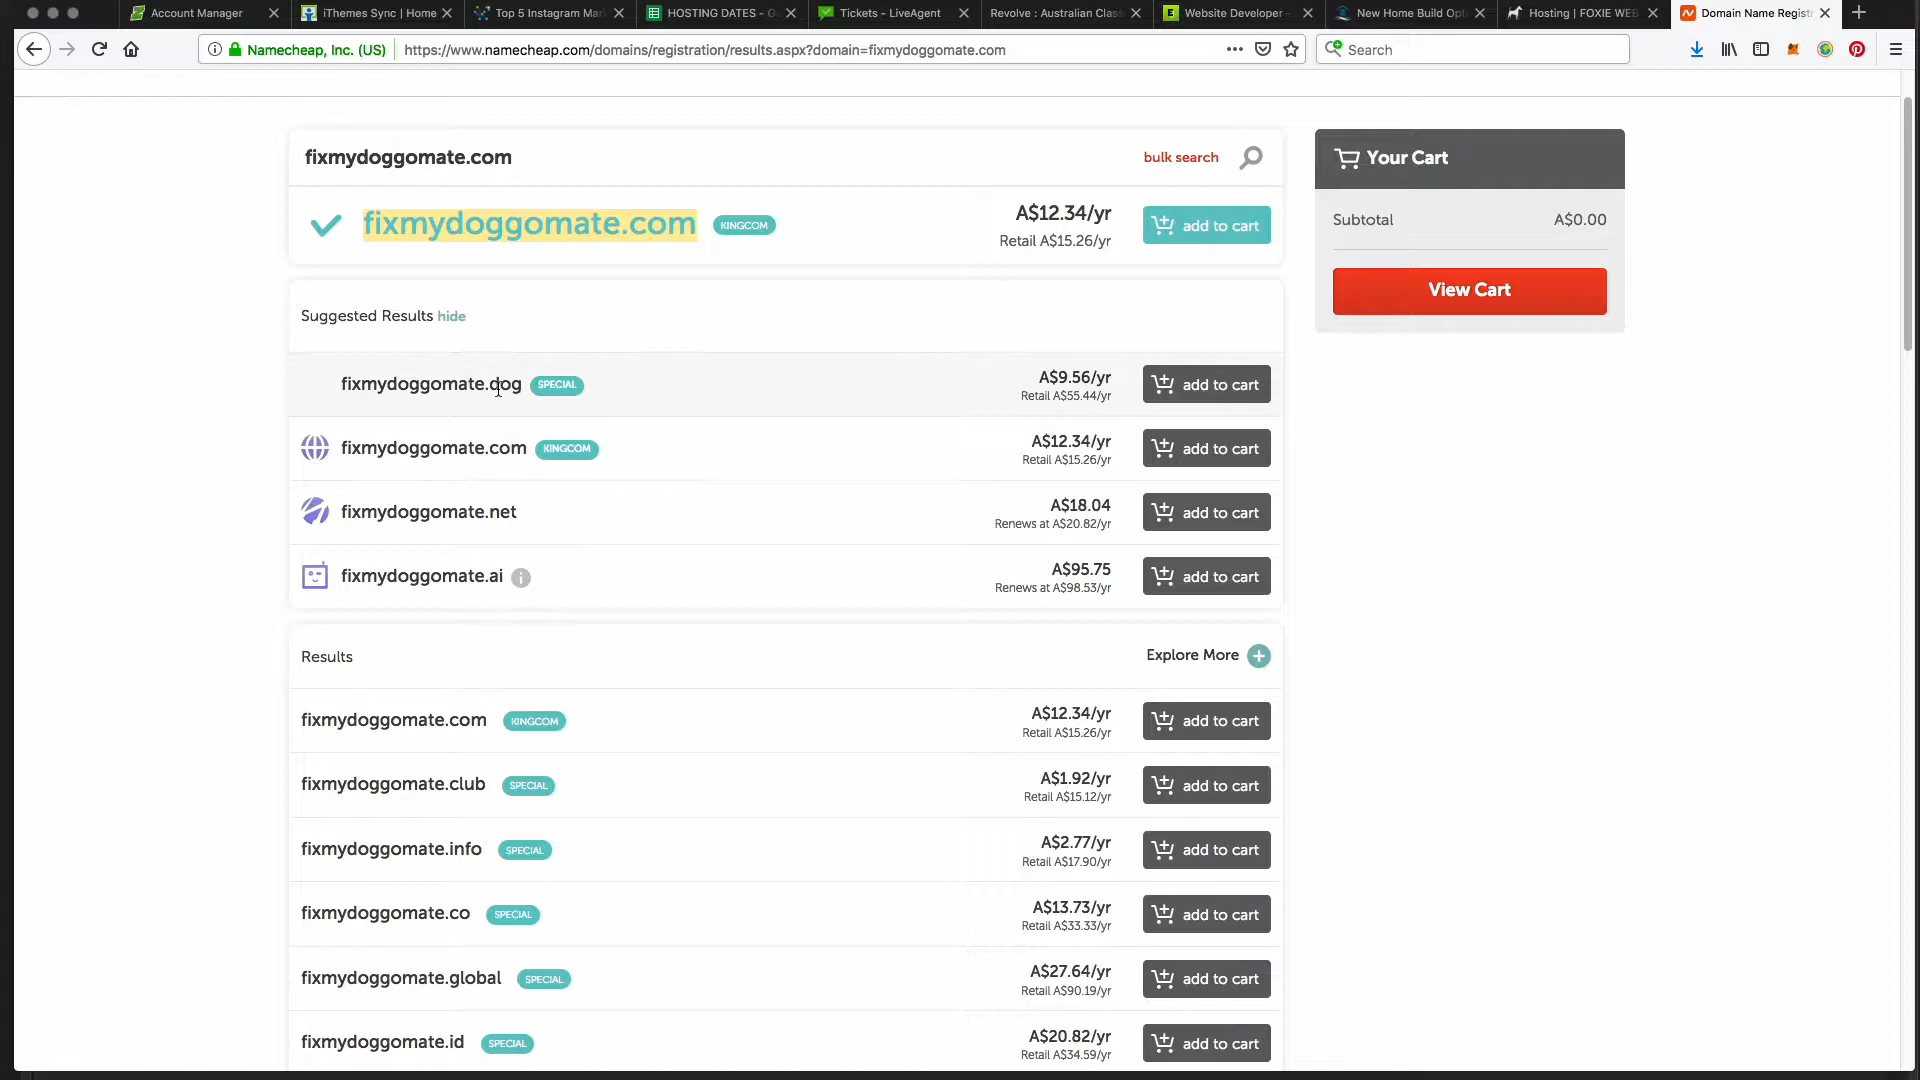 Account Manager
iThemes Sync | Home
Top 5 Instagram Mar
HOSTING DATES - G
Tickets - LiveAgent
Revolve : Australian Class
Website Developer -
New Home Build Opt
Hosting | FOXIE WEB
Domain Name Registr
Namecheap, Inc. (US)
https://www.namecheap.com/domains/registration/results.aspx?domain=fixmydoggomate.com
Search
fixmydoggomate.com
bulk search
Your Cart
fixmydoggomate.com KINGCOM
A$12.34/yr
Retail A$15.26/yr
add to cart
Subtotal A$0.00
View Cart
Suggested Results hide
fixmydoggomate.dog SPECIAL
A$9.56/yr
Retail A$55.44/yr
add to cart
fixmydoggomate.com KINGCOM
A$12.34/yr
Retail A$15.26/yr
add to cart
fixmydoggomate.net
A$18.04
Renews at A$20.82/yr
add to cart
fixmydoggomate.ai
A$95.75
Renews at A$98.53/yr
add to cart
Results
Explore More
fixmydoggomate.com KINGCOM
A$12.34/yr
Retail A$15.26/yr
add to cart
fixmydoggomate.club SPECIAL
A$1.92/yr
Retail A$15.12/yr
add to cart
fixmydoggomate.info SPECIAL
A$2.77/yr
Retail A$17.90/yr
add to cart
fixmydoggomate.co SPECIAL
A$13.73/yr
Retail A$33.33/yr
add to cart
fixmydoggomate.global SPECIAL
A$27.64/yr
Retail A$90.19/yr
add to cart
fixmydoggomate.id SPECIAL
A$20.82/yr
Retail A$34.59/yr
add to cart